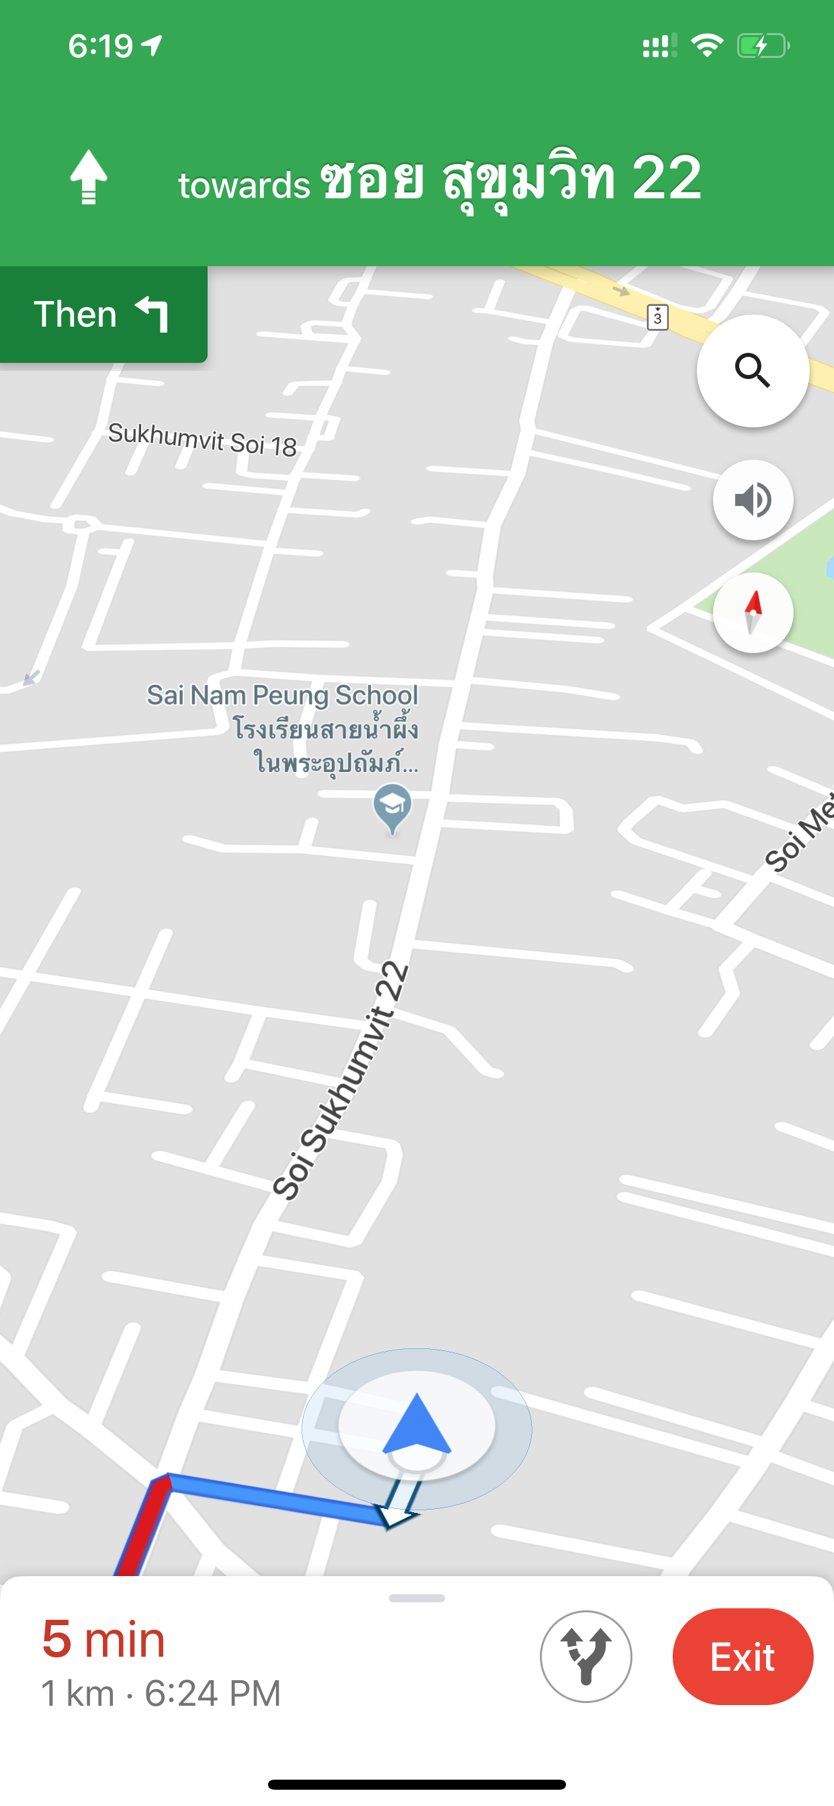 6:19
towards ซอย สุขุมวิท 22
Then
3
Sukhumvit Soi 18
Sai Nam Peung School
โรงเรียนสายน้ำผึ้ง
ในพระอุปถัมภ์...
Soi Met
Soi Sukhumvit 22
5 min
1 km · 6:24 PM
Exit